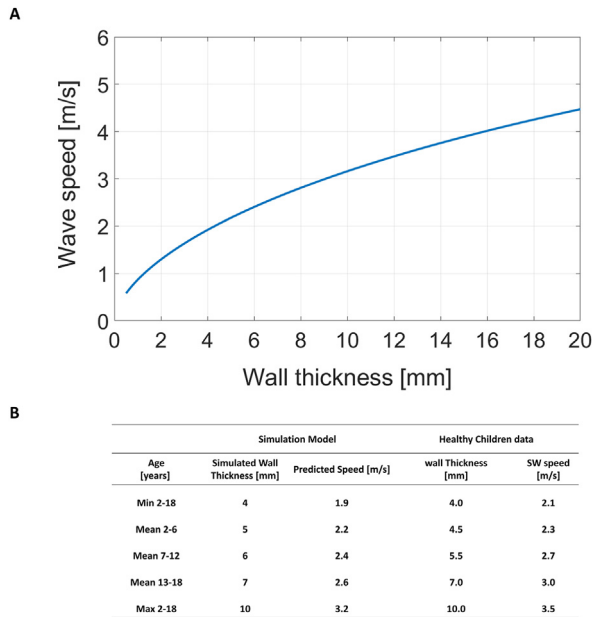 A
6
5
4
3
2
1
0
Wave speed [m/s]
0 2 4 6 8 10 12 14 16 18 20
Wall thickness [mm]
B
Simulation Model Healthy Children data
Age Simulated Wall Predicted Speed [m/s] wall Thickness SW speed
[years] Thickness [mm] [mm] [m/s]
Min 2-18 4 1.9 4.0 2.1
Mean 2-6 5 2.2 4.5 2.3
Mean 7-12 6 2.4 5.5 2.7
Mean 13-18 7 2.6 7.0 3.0
Max 2-18 10 3.2 10.0 3.5